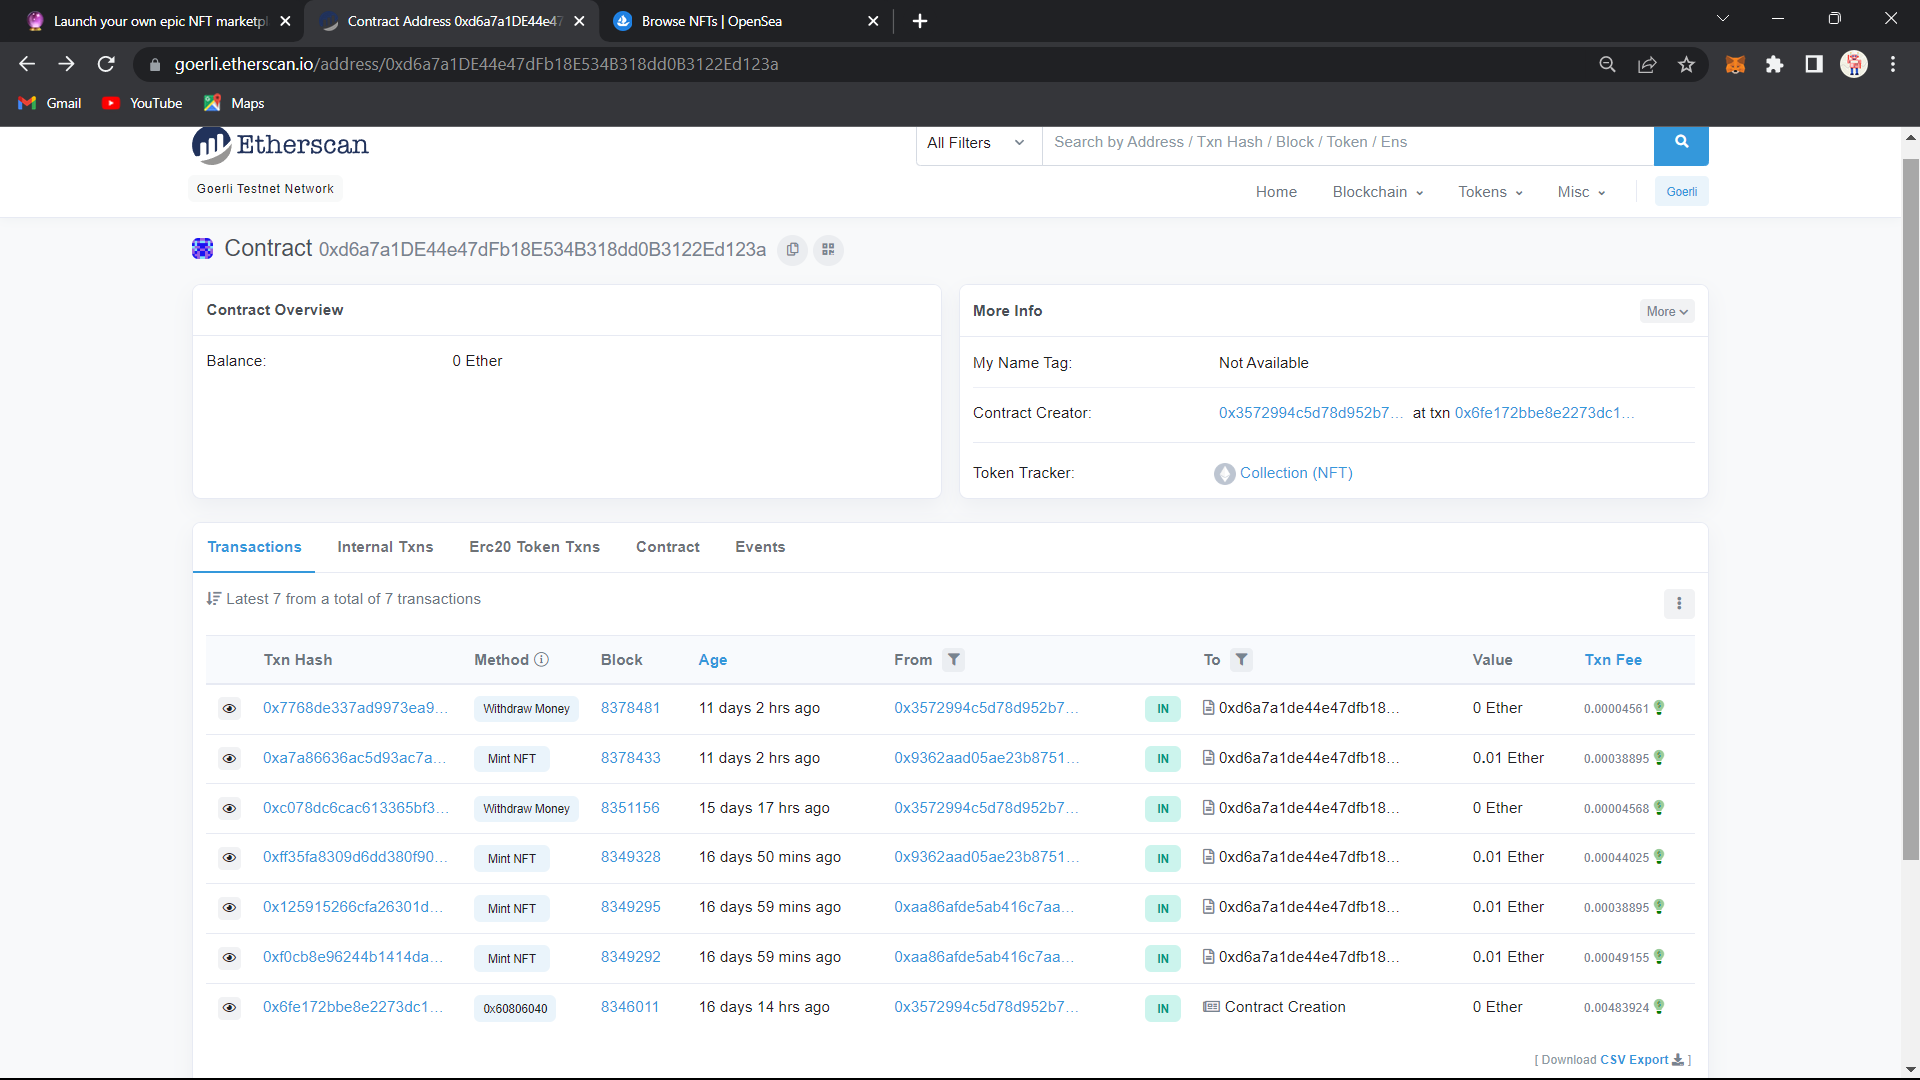 Launch your own epic NFT marketpl
Contract Address 0xd6a7a1DE44e47
Browse NFTs | OpenSea
goerli.etherscan.io/address/0xd6a7a1DE44e47dFb18E534B318dd0B3122Ed123a
Gmail YouTube Maps
Etherscan
All Filters Search by Address / Txn Hash / Block / Token / Ens
Goerli Testnet Network
Home Blockchain Tokens Misc Goerli
Contract 0xd6a7a1DE44e47dFb18E534B318dd0B3122Ed123a
Contract Overview
Balance: 0 Ether
More Info More
My Name Tag: Not Available
Contract Creator: 0x3572994c5d78d952b7... at txn 0x6fe172bbe8e2273dc1...
Token Tracker: Collection (NFT)
Transactions Internal Txns Erc20 Token Txns Contract Events
Latest 7 from a total of 7 transactions
Txn Hash Method Block Age From To Value Txn Fee
0x7768de337ad9973ea9... Withdraw Money 8378481 11 days 2 hrs ago 0x3572994c5d78d952b7... IN 0xd6a7a1de44e47dfb18... 0 Ether 0.00004561
0xa7a86636ac5d93ac7a... Mint NFT 8378433 11 days 2 hrs ago 0x9362aad05ae23b8751... IN 0xd6a7a1de44e47dfb18... 0.01 Ether 0.00038895
0xc078dc6cac613365bf3... Withdraw Money 8351156 15 days 17 hrs ago 0x3572994c5d78d952b7... IN 0xd6a7a1de44e47dfb18... 0 Ether 0.00004568
0xff35fa8309d6dd380f90... Mint NFT 8349328 16 days 50 mins ago 0x9362aad05ae23b8751... IN 0xd6a7a1de44e47dfb18... 0.01 Ether 0.00044025
0x125915266cfa26301d... Mint NFT 8349295 16 days 59 mins ago 0xaa86afde5ab416c7aa... IN 0xd6a7a1de44e47dfb18... 0.01 Ether 0.00038895
0xf0cb8e96244b1414da... Mint NFT 8349292 16 days 59 mins ago 0xaa86afde5ab416c7aa... IN 0xd6a7a1de44e47dfb18... 0.01 Ether 0.00049155
0x6fe172bbe8e2273dc1... 0x60806040 8346011 16 days 14 hrs ago 0x3572994c5d78d952b7... IN Contract Creation 0 Ether 0.00483924
[ Download CSV Export ]